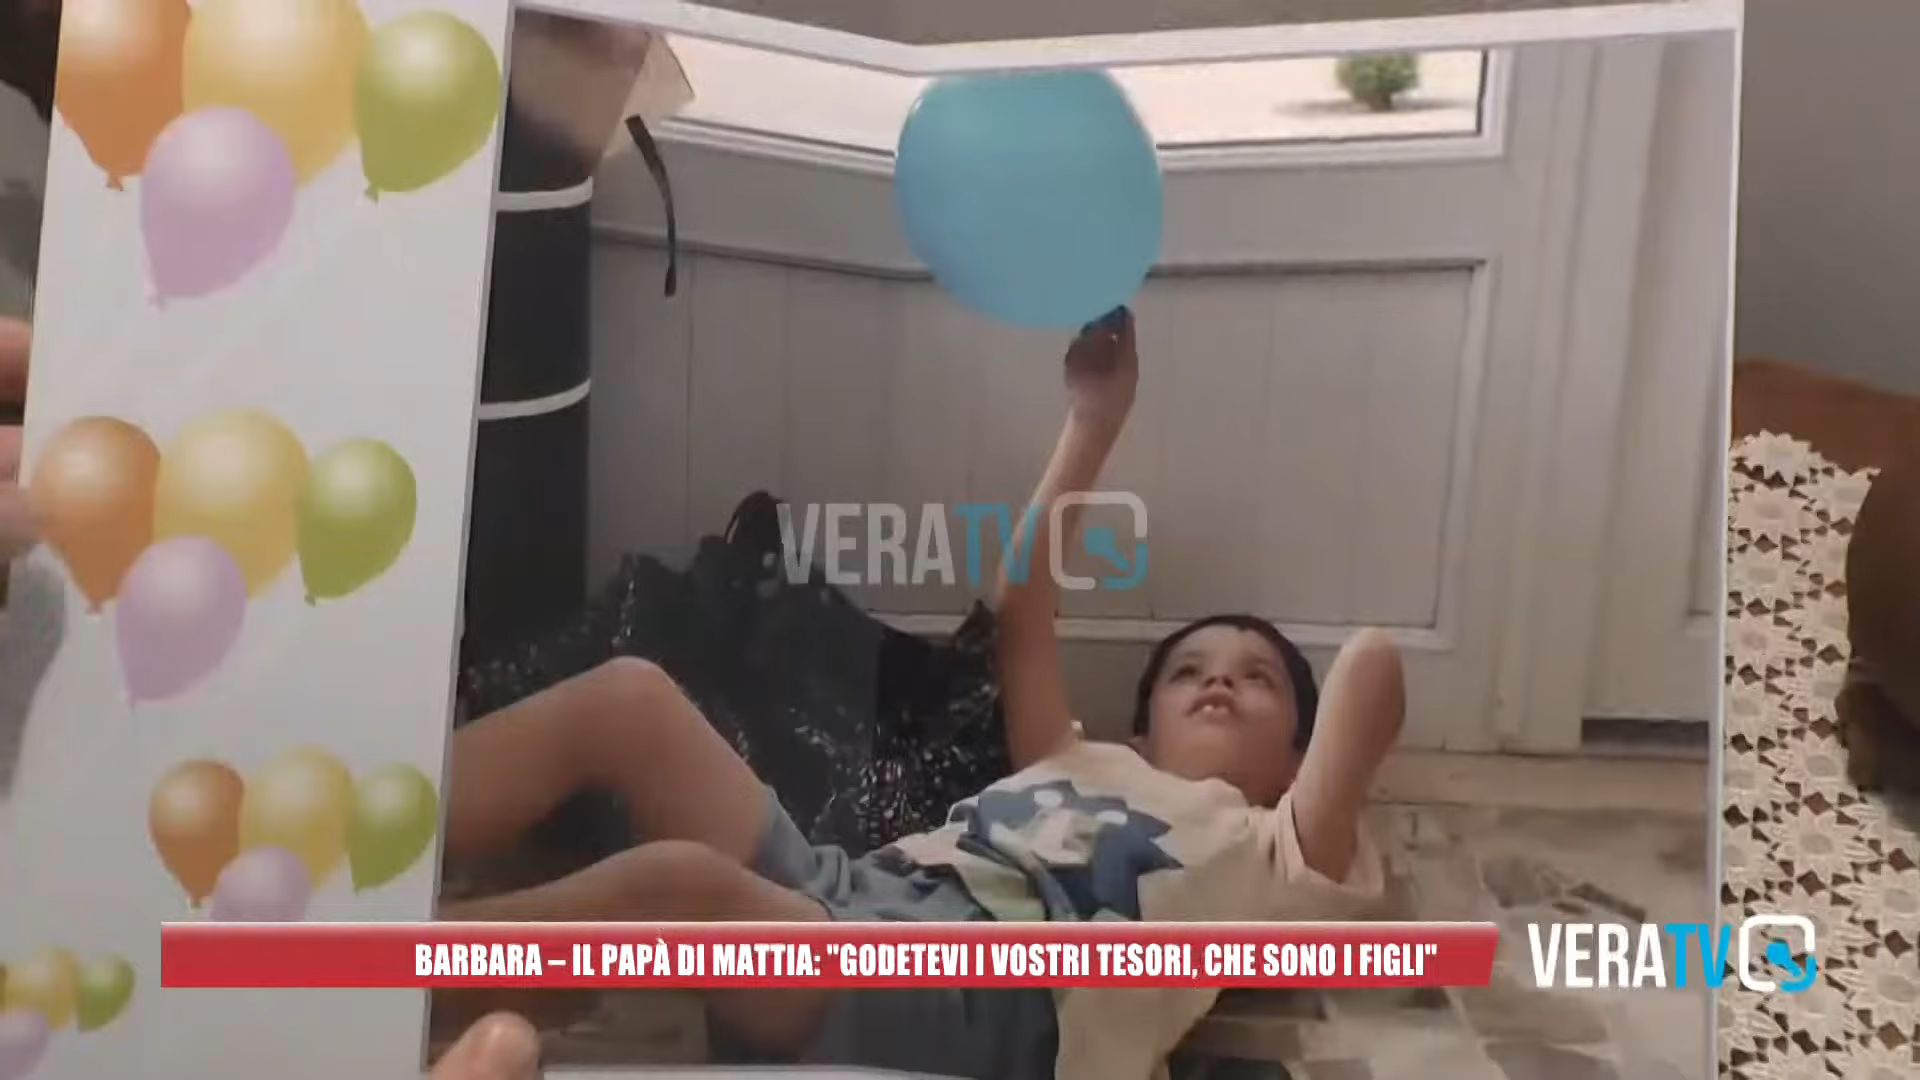 VERATV
BARBARA – IL PAPÀ DI MATTIA: "GODETEVI I VOSTRI TESORI, CHE SONO I FIGLI"
VERATV